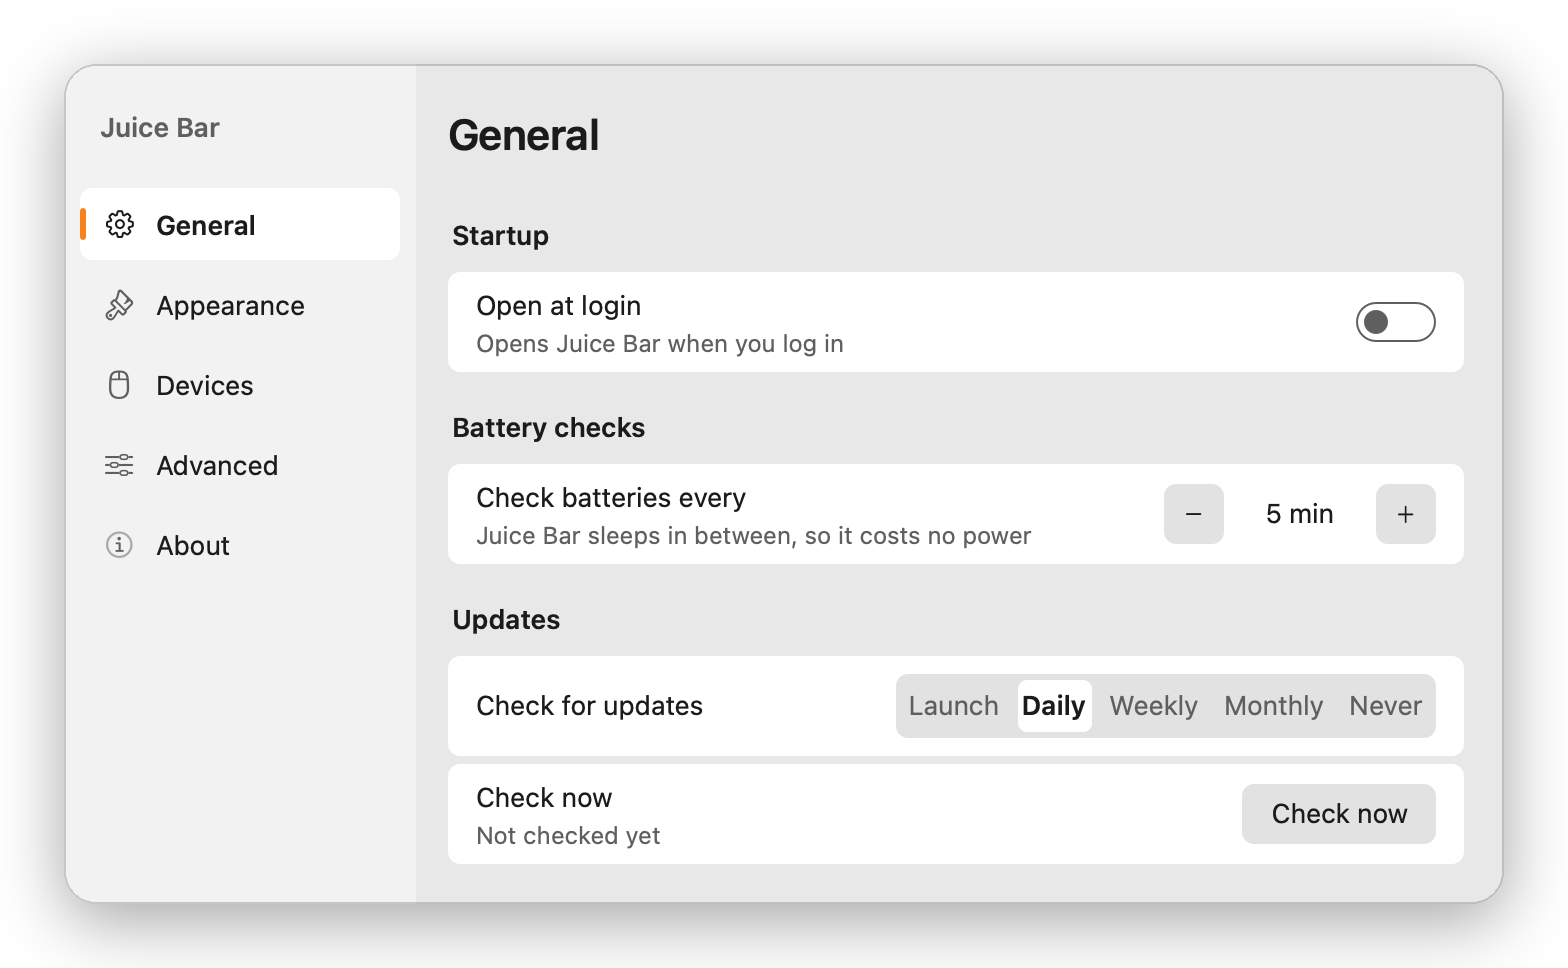 Juice Bar
General
Appearance
Devices
Advanced
About
General
Startup
Open at login
Opens Juice Bar when you log in
Battery checks
Check batteries every
Juice Bar sleeps in between, so it costs no power
− 5 min +
Updates
Check for updates
Launch Daily Weekly Monthly Never
Check now
Not checked yet
Check now